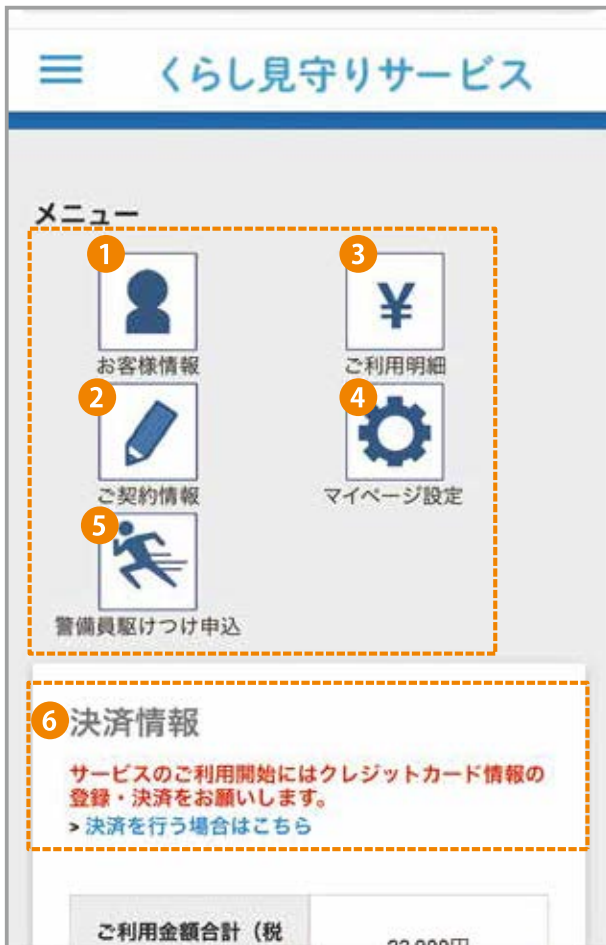 くらし見守りサービス
メニュー
1
3
¥
お客様情報
ご利用明細
2
4
ご契約情報
マイページ設定
5
警備員駆けつけ申込
6 決済情報
サービスのご利用開始にはクレジットカード情報の
登録・決済をお願いします。
> 決済を行う場合はこちら
ご利用金額合計（税